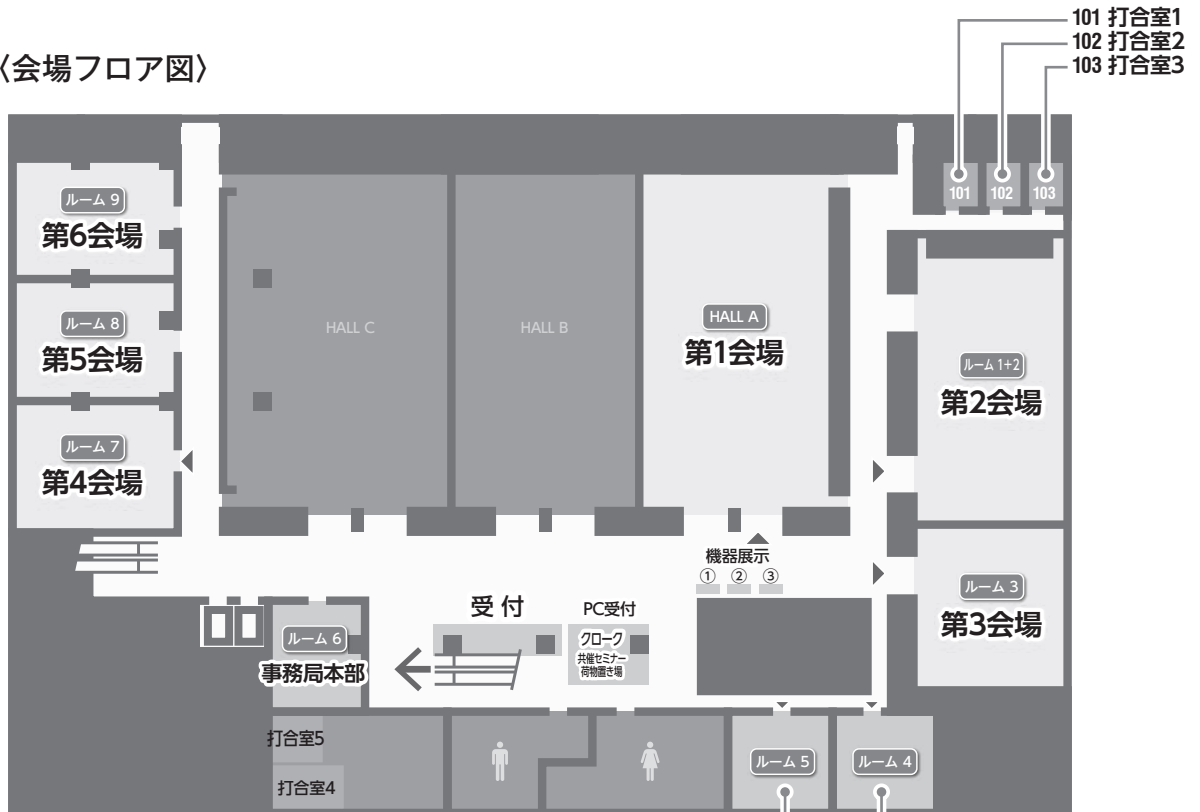 101 打合室1
102 打合室2
103 打合室3
〈会場フロア図〉
101
102
103
ルーム 9
第6会場
ルーム 8
第5会場
ルーム 7
第4会場
HALL C
HALL B
HALL A
第1会場
ルーム 1+2
第2会場
機器展示
① ② ③
ルーム 3
第3会場
受 付
PC受付
クローク
共催セミナー
荷物置き場
ルーム 6
事務局本部
打合室5
打合室4
ルーム 5
ルーム 4